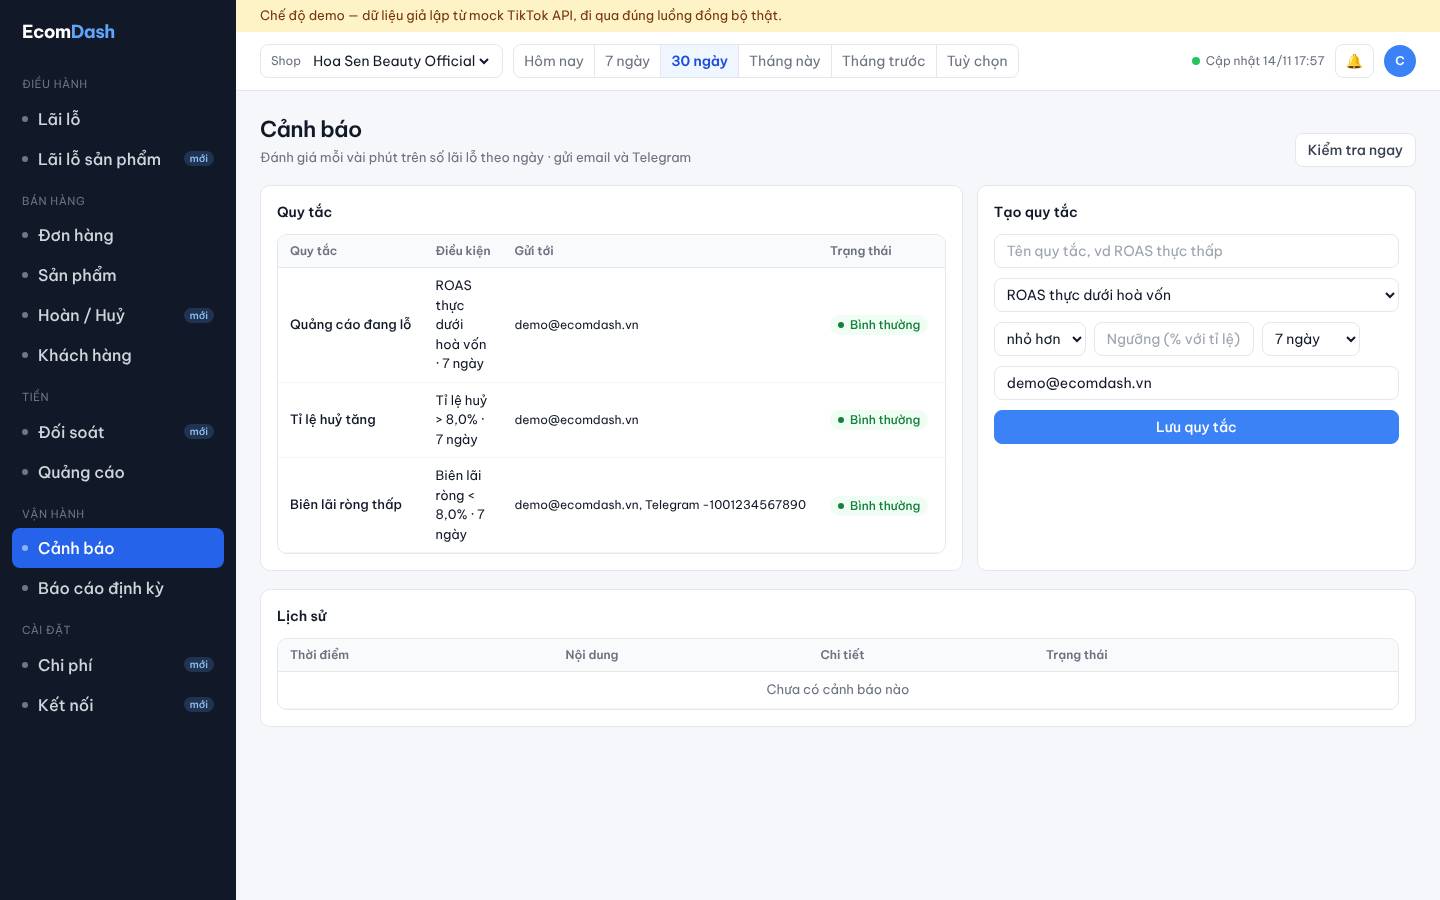 EcomDash
ĐIỀU HÀNH
Lãi lỗ
Lãi lỗ sản phẩm mới
BÁN HÀNG
Đơn hàng
Sản phẩm
Hoàn / Huỷ mới
Khách hàng
TIỀN
Đối soát mới
Quảng cáo
VẬN HÀNH
Cảnh báo
Báo cáo định kỳ
CÀI ĐẶT
Chi phí mới
Kết nối mới
Chế độ demo — dữ liệu giả lập từ mock TikTok API, đi qua đúng luồng đồng bộ thật.
Shop Hoa Sen Beauty Official Hôm nay 7 ngày 30 ngày Tháng này Tháng trước Tuỳ chọn Cập nhật 14/11 17:57 C
Cảnh báo
Đánh giá mỗi vài phút trên số lãi lỗ theo ngày · gửi email và Telegram
Kiểm tra ngay
Quy tắc
Quy tắc Điều kiện Gửi tới Trạng thái
Quảng cáo đang lỗ
ROAS
thực
dưới
hoà vốn
· 7 ngày
demo@ecomdash.vn
Bình thường
Tỉ lệ huỷ tăng
Tỉ lệ huỷ
> 8,0% ·
7 ngày
demo@ecomdash.vn
Bình thường
Biên lãi ròng thấp
Biên lãi
ròng <
8,0% · 7
ngày
demo@ecomdash.vn, Telegram -1001234567890
Bình thường
Tạo quy tắc
Tên quy tắc, vd ROAS thực thấp
ROAS thực dưới hoà vốn
nhỏ hơn Ngưỡng (% với tỉ lệ) 7 ngày
demo@ecomdash.vn
Lưu quy tắc
Lịch sử
Thời điểm Nội dung Chi tiết Trạng thái
Chưa có cảnh báo nào